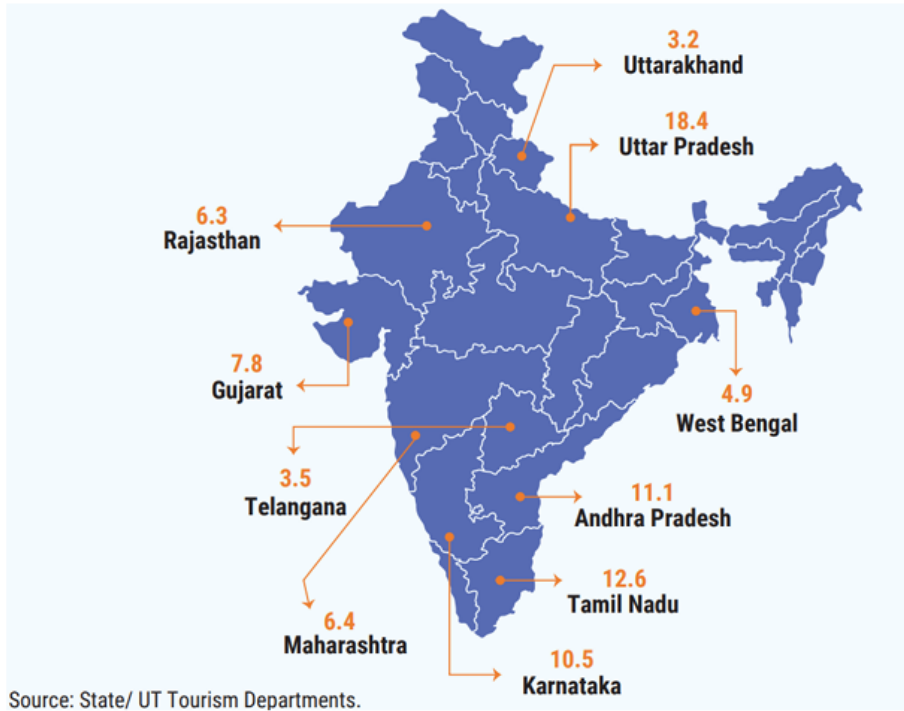 3.2
Uttarakhand
18.4
Uttar Pradesh
6.3
Rajasthan
7.8
Gujarat
4.9
West Bengal
3.5
Telangana
11.1
Andhra Pradesh
12.6
Tamil Nadu
6.4
Maharashtra
10.5
Karnataka
Source: State/ UT Tourism Departments.